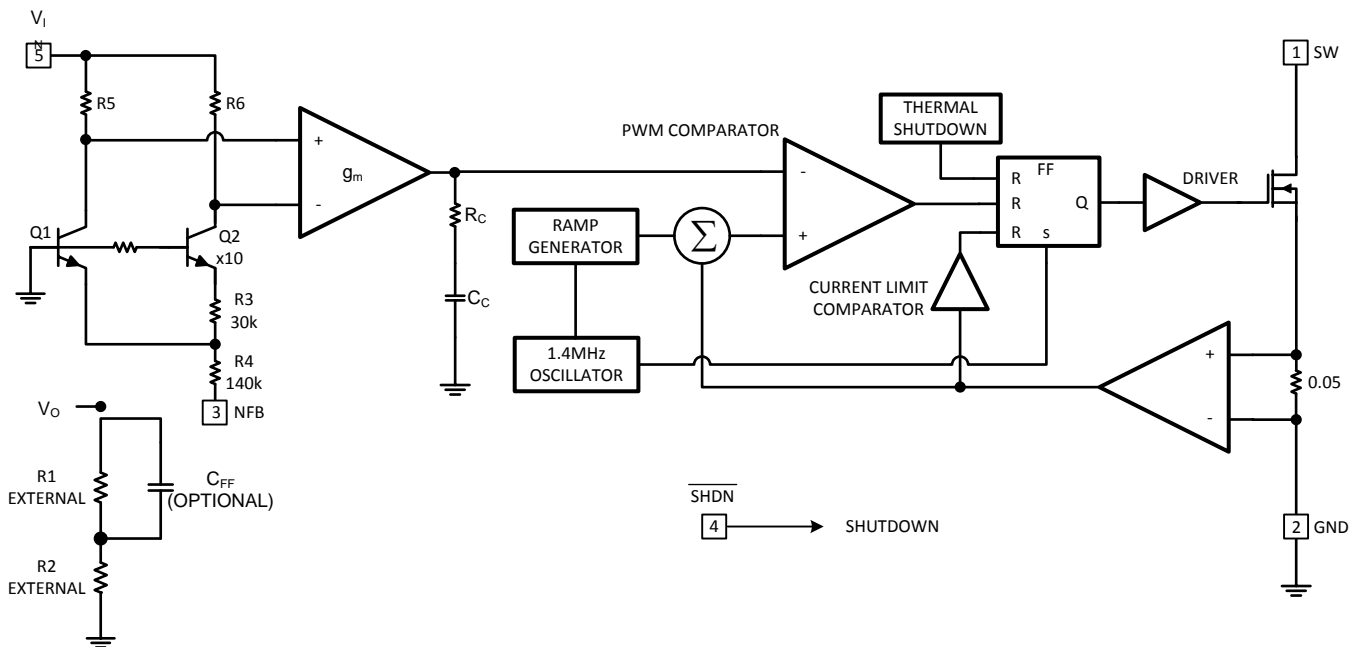 VI
N
5
R5
R6
+
gm
-
Q1
Q2
x10
R3
30k
R4
140k
3 NFB
VO
R1
EXTERNAL
CFF
(OPTIONAL)
R2
EXTERNAL
RC
CC
RAMP
GENERATOR
1.4MHz
OSCILLATOR
Σ
PWM COMPARATOR
-
+
THERMAL
SHUTDOWN
FF
R
R
R
s
Q
CURRENT LIMIT
COMPARATOR
DRIVER
1 SW
+
-
0.05
2 GND
SHDN
4
SHUTDOWN